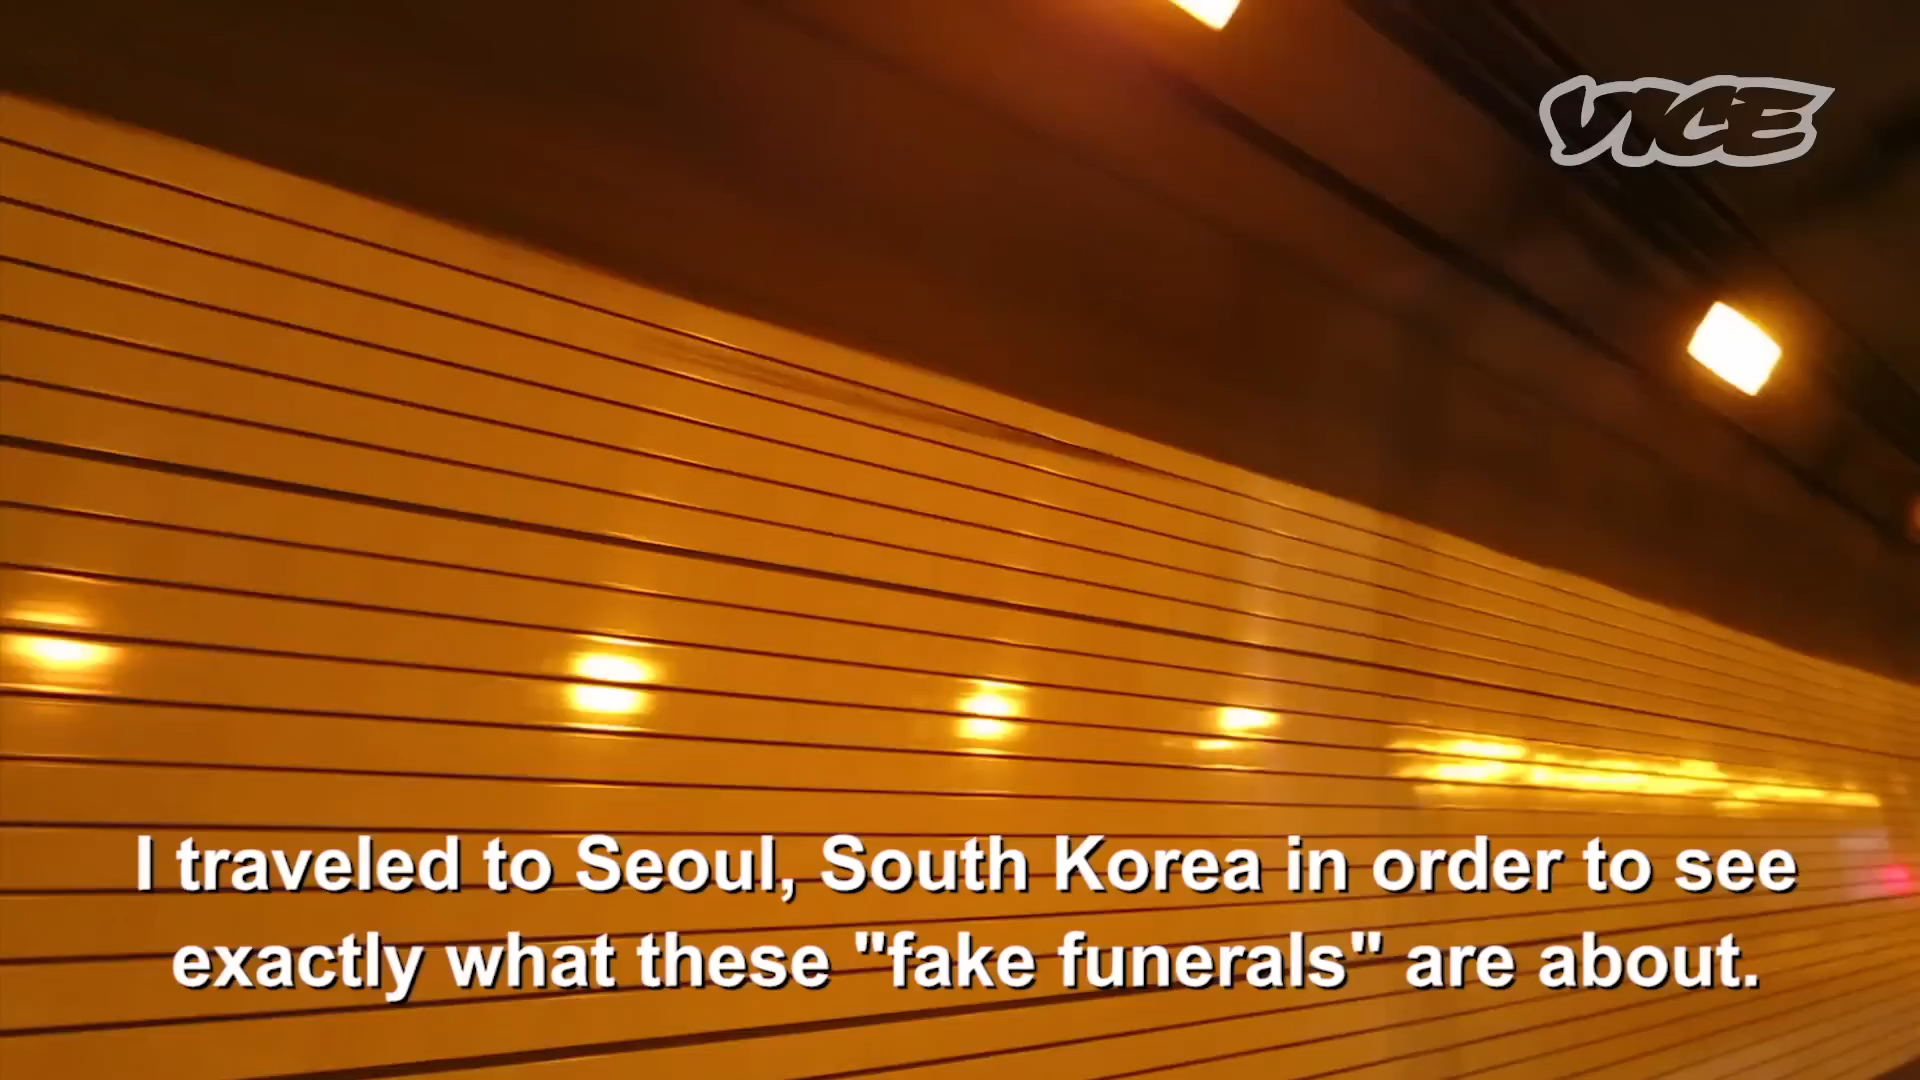 VICE
I traveled to Seoul, South Korea in order to see
exactly what these "fake funerals" are about.